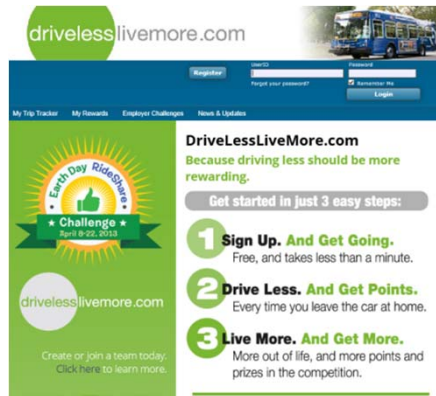 drivelesslivemore.com
UserID
Password
Register
Forgot your password?
Remember Me
Login
My Trip Tracker
My Rewards
Employer Challenges
News & Updates
Earth Day RideShare
Challenge
April 8-22, 2013
drivelesslivemore.com
Create or join a team today.
Click here to learn more.
DriveLessLiveMore.com
Because driving less should be more
rewarding.
Get started in just 3 easy steps:
1 Sign Up. And Get Going.
Free, and takes less than a minute.
2 Drive Less. And Get Points.
Every time you leave the car at home.
3 Live More. And Get More.
More out of life, and more points and
prizes in the competition.